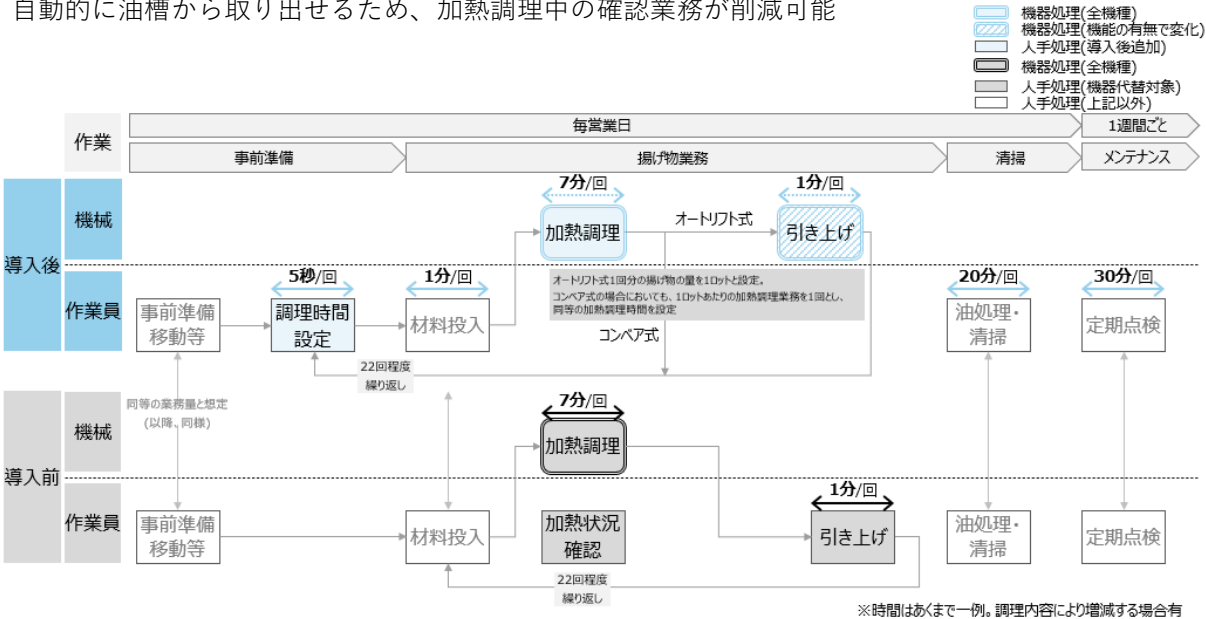 自動的に油槽から取り出せるため、加熱調理中の確認業務が削減可能
機器処理(全機種)
機器処理(機能の有無で変化)
人手処理(導入後追加)
機器処理(全機種)
人手処理(機器代替対象)
人手処理(上記以外)
作業
毎営業日
1週間ごと
事前準備
揚げ物業務
清掃
メンテナンス
導入後
機械
7分/回
加熱調理
オートリフト式
1分/回
引き上げ
オートリフト式1回分の揚げ物の量を1ロットと設定。
コンベア式の場合においても、1ロットあたりの加熱調理業務を1回とし、
同等の加熱調理時間を設定
コンベア式
作業員
事前準備
移動等
5秒/回
調理時間
設定
1分/回
材料投入
20分/回
油処理・
清掃
30分/回
定期点検
22回程度
繰り返し
同等の業務量と想定
(以降、同様)
導入前
機械
7分/回
加熱調理
作業員
事前準備
移動等
材料投入
加熱状況
確認
1分/回
引き上げ
油処理・
清掃
定期点検
22回程度
繰り返し
※時間はあくまで一例。調理内容により増減する場合有